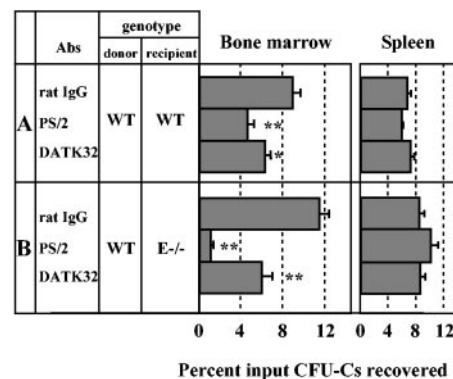 Abs
genotype
donor
recipient
Bone marrow
Spleen
A
rat IgG
PS/2
DATK32
WT
WT
**
*
B
rat IgG
PS/2
DATK32
WT
E-/-
**
**
0 4 8 12
0 4 8 12
Percent input CFU-Cs recovered